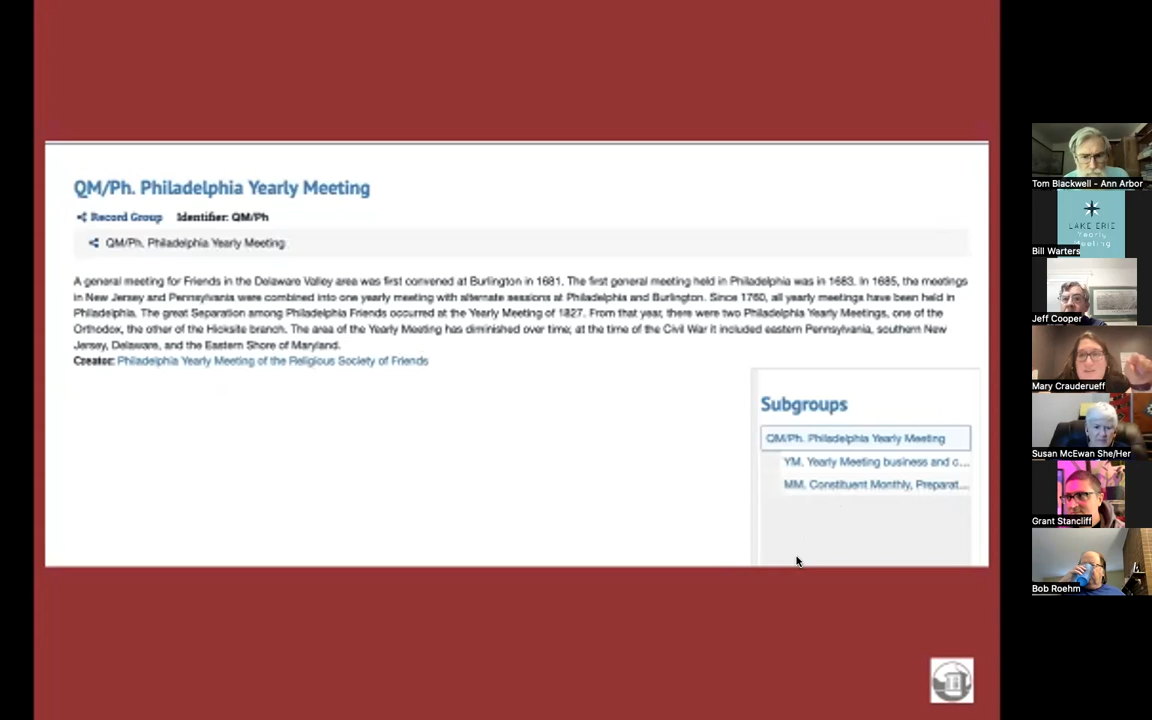 QM/Ph. Philadelphia Yearly Meeting
Record Group Identifier: QM/Ph
QM/Ph. Philadelphia Yearly Meeting
A general meeting for Friends in the Delaware Valley area was first convened at Burlington in 1681. The first general meeting held in Philadelphia was in 1683. In 1685, the meetings
in New Jersey and Pennsylvania were combined into one yearly meeting with alternate sessions at Philadelphia and Burlington. Since 1760, all yearly meetings have been held in
Philadelphia. The great Separation among Philadelphia Friends occurred at the Yearly Meeting of 1827. From that year, there were two Philadelphia Yearly Meetings, one of the
Orthodox, the other of the Hicksite branch. The area of the Yearly Meeting has diminished over time; at the time of the Civil War it included eastern Pennsylvania, southern New
Jersey, Delaware, and the Eastern Shore of Maryland.
Creator: Philadelphia Yearly Meeting of the Religious Society of Friends
Subgroups
QM/Ph. Philadelphia Yearly Meeting
YM. Yearly Meeting business and c...
MM. Constituent Monthly, Preparat...
Tom Blackwell - Ann Arbor
LAKE ERIE
Yearly
Meeting
Bill Warters
Jeff Cooper
Mary Crauderueff
Susan McEwan She/Her
Grant Stancliff
Bob Roehm